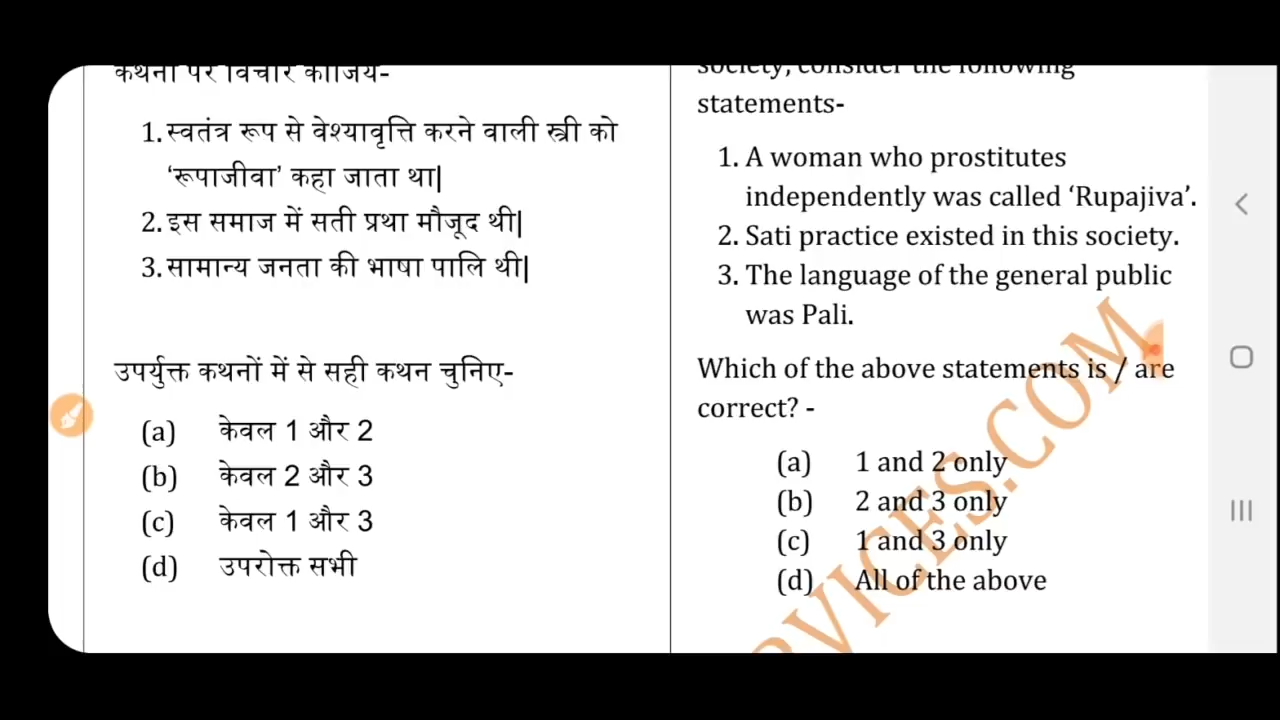 कथनों पर विचार कीजिये-
1. स्वतंत्र रूप से वेश्यावृत्ति करने वाली स्त्री को
‘रूपाजीवा’ कहा जाता था|
2. इस समाज में सती प्रथा मौजूद थी|
3. सामान्य जनता की भाषा पालि थी|
उपर्युक्त कथनों में से सही कथन चुनिए-
(a) केवल 1 और 2
(b) केवल 2 और 3
(c) केवल 1 और 3
(d) उपरोक्त सभी
society, consider the following
statements-
1. A woman who prostitutes
independently was called ‘Rupajiva’.
2. Sati practice existed in this society.
3. The language of the general public
was Pali.
Which of the above statements is / are
correct? -
(a) 1 and 2 only
(b) 2 and 3 only
(c) 1 and 3 only
(d) All of the above
RVICES.COM